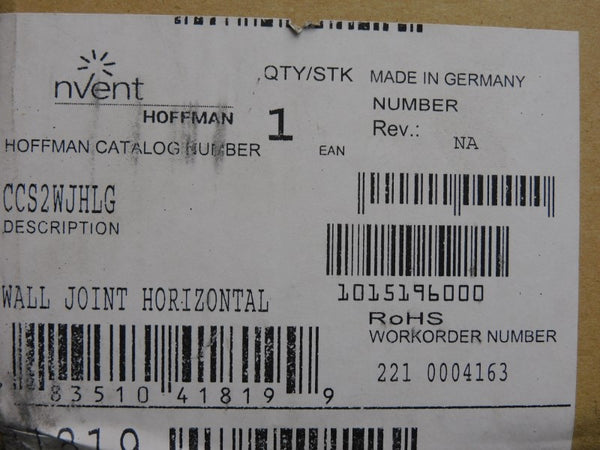 nVent
HOFFMAN
QTY/STK
1
MADE IN GERMANY
NUMBER
Rev.: NA
HOFFMAN CATALOG NUMBER
EAN
CCS2WJHLG
DESCRIPTION
WALL JOINT HORIZONTAL
1015196000
RoHS
WORKORDER NUMBER
221 0004163
83510 41819 9
1819